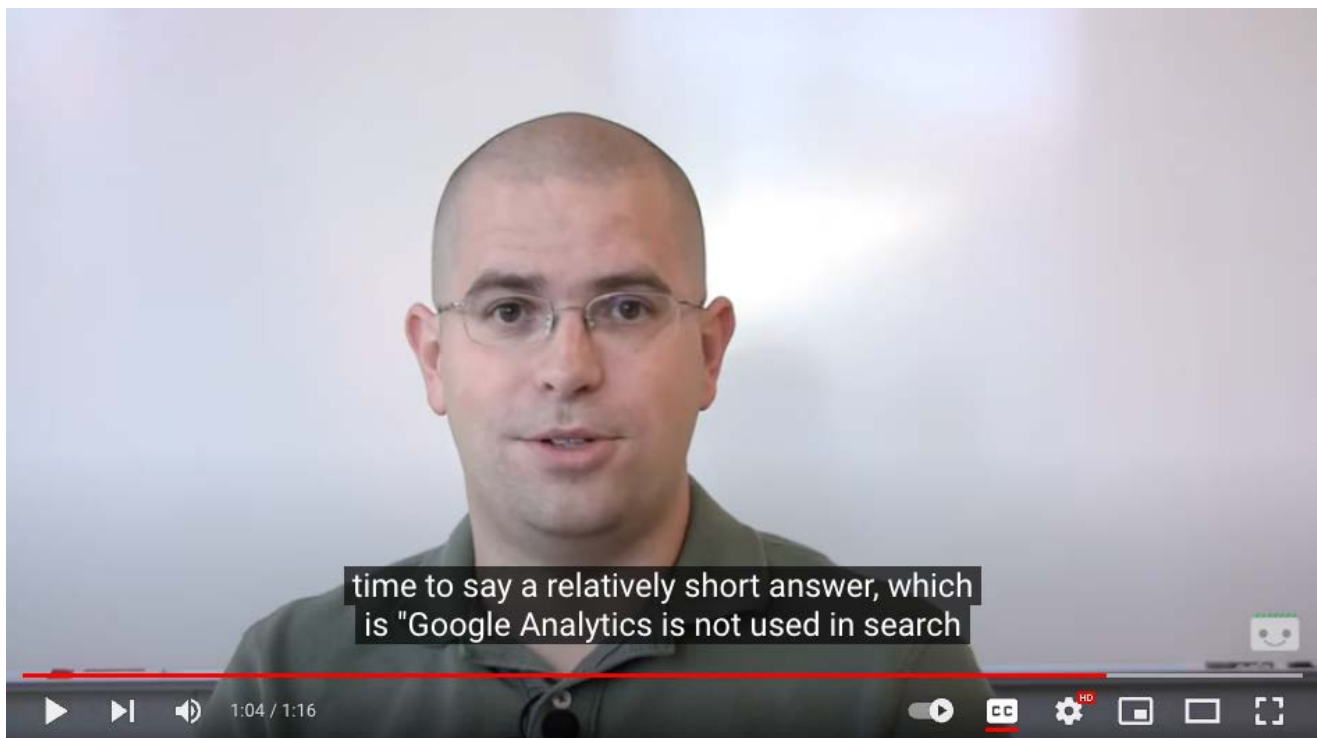 time to say a relatively short answer, which
is "Google Analytics is not used in search
1:04 / 1:16
CC
HD